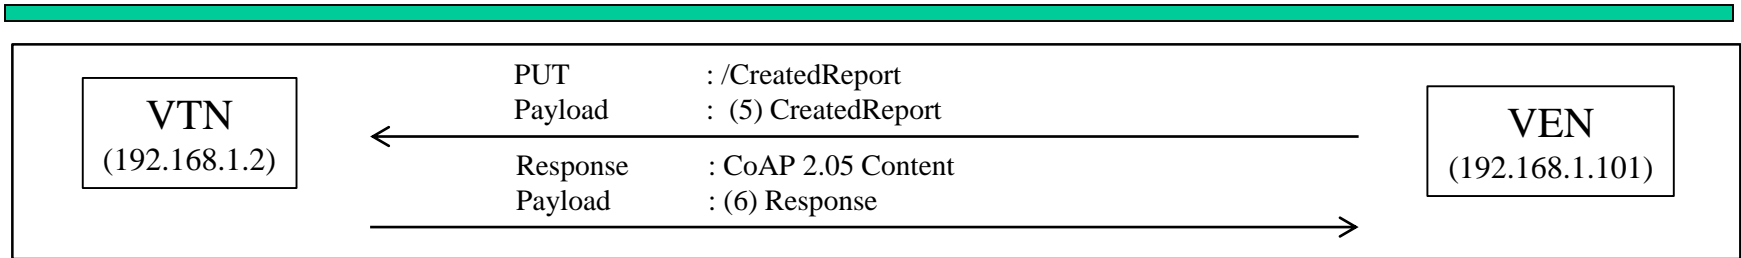 VTN
(192.168.1.2)
PUT : /CreatedReport
Payload : (5) CreatedReport
Response : CoAP 2.05 Content
Payload : (6) Response
VEN
(192.168.1.101)